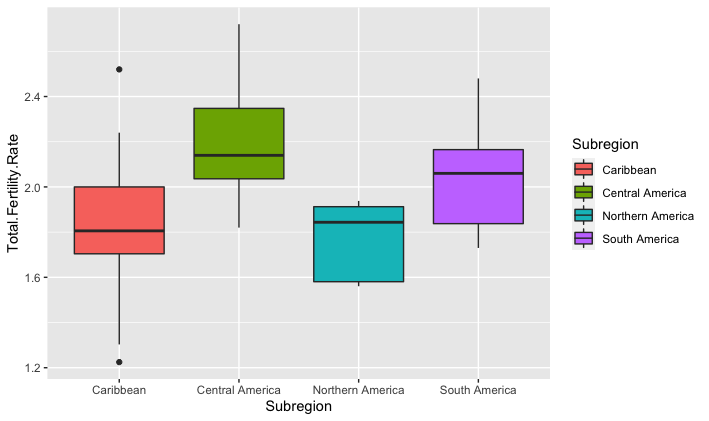 Total.Fertility.Rate
2.4
2.0
1.6
1.2
Caribbean
Central America
Northern America
South America
Subregion
Subregion
Caribbean
Central America
Northern America
South America